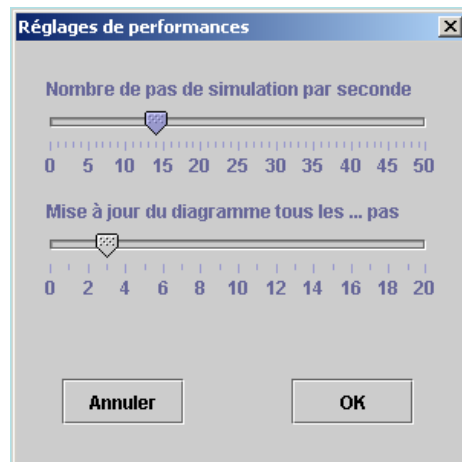 Réglages de performances
Nombre de pas de simulation par seconde
0 5 10 15 20 25 30 35 40 45 50
Mise à jour du diagramme tous les ... pas
0 2 4 6 8 10 12 14 16 18 20
Annuler OK